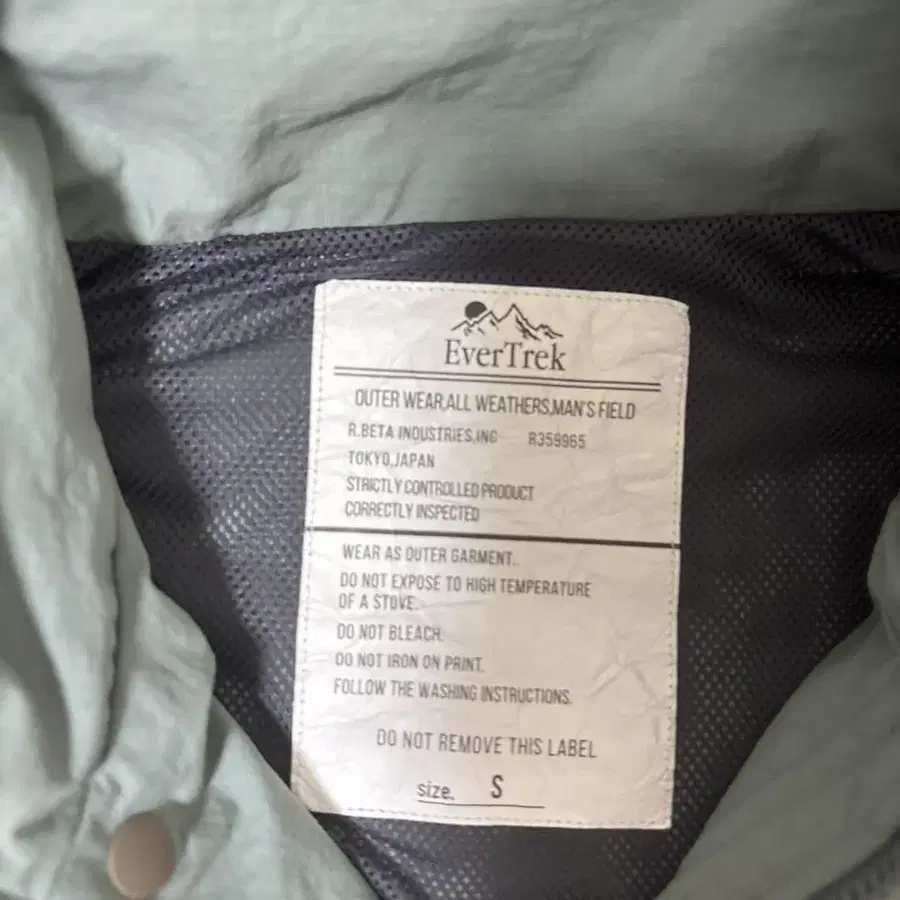 EverTrek
OUTER WEAR,ALL WEATHERS,MAN'S FIELD
R.BETA INDUSTRIES,INC R359965
TOKYO,JAPAN
STRICTLY CONTROLLED PRODUCT
CORRECTLY INSPECTED
WEAR AS OUTER GARMENT.
DO NOT EXPOSE TO HIGH TEMPERATURE
OF A STOVE.
DO NOT BLEACH.
DO NOT IRON ON PRINT.
FOLLOW THE WASHING INSTRUCTIONS.
DO NOT REMOVE THIS LABEL
size. S